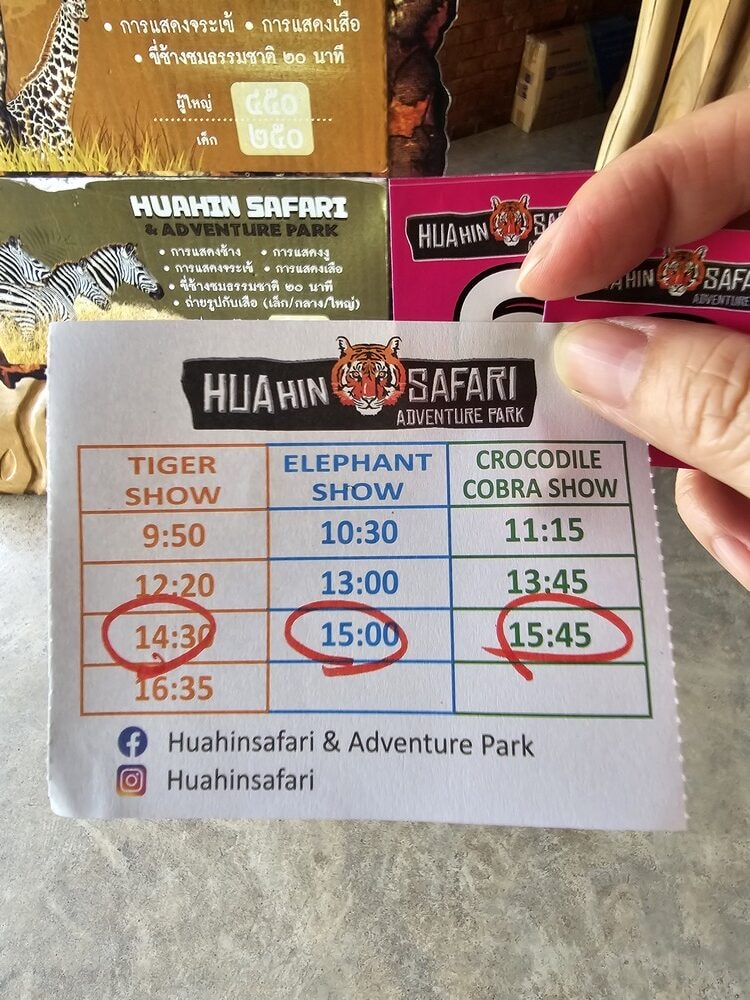 • การแสดงจระเข้ • การแสดงเสือ
• ขี่ช้างชมธรรมชาติ ๒๐ นาที
ผู้ใหญ่ ๔๕๐
เด็ก ๒๕๐
HUAHIN SAFARI
& ADVENTURE PARK
• การแสดงช้าง • การแสดงงู
• การแสดงจระเข้ • การแสดงเสือ
• ขี่ช้างชมธรรมชาติ ๒๐ นาที
• ถ่ายรูปกับเสือ (เล็ก/กลาง/ใหญ่)
HUAHIN
HUAHIN SAFARI
ADVENTURE PARK
TIGER SHOW
ELEPHANT SHOW
CROCODILE COBRA SHOW
9:50 10:30 11:15
12:20 13:00 13:45
14:30 15:00 15:45
16:35
Huahinsafari & Adventure Park
Huahinsafari